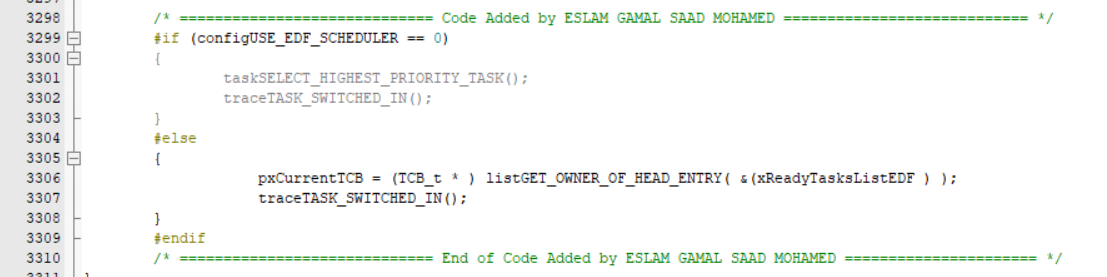 3298 /* ============================ Code Added by ESLAM GAMAL SAAD MOHAMED =========================== */
3299 #if (configUSE_EDF_SCHEDULER == 0)
3300 {
3301 taskSELECT_HIGHEST_PRIORITY_TASK();
3302 traceTASK_SWITCHED_IN();
3303 }
3304 #else
3305 {
3306 pxCurrentTCB = (TCB_t * ) listGET_OWNER_OF_HEAD_ENTRY( &(xReadyTasksListEDF ) );
3307 traceTASK_SWITCHED_IN();
3308 }
3309 #endif
3310 /* ============================ End of Code Added by ESLAM GAMAL SAAD MOHAMED ===================== */